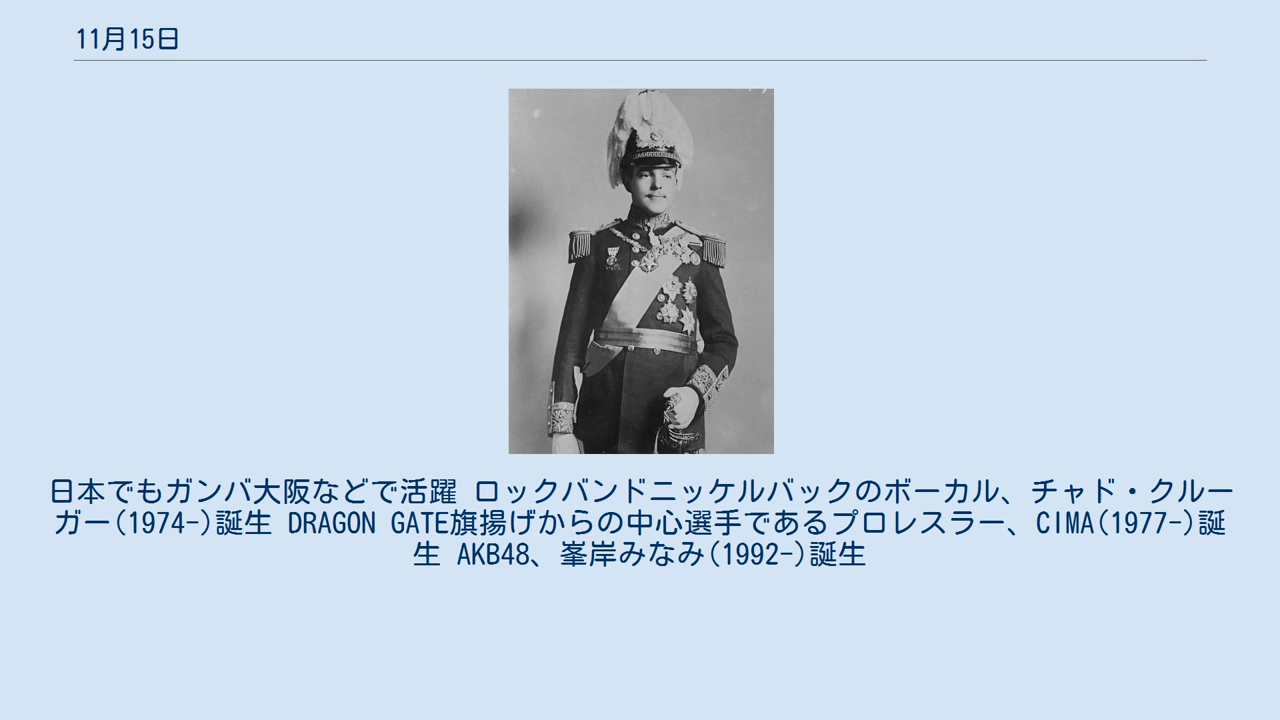 11月15日
日本でもガンバ大阪などで活躍 ロックバンドニッケルバックのボーカル、チャド・クルー
ガー(1974-)誕生 DRAGON GATE旗揚げからの中心選手であるプロレスラー、CIMA(1977-)誕
生 AKB48、峯岸みなみ(1992-)誕生